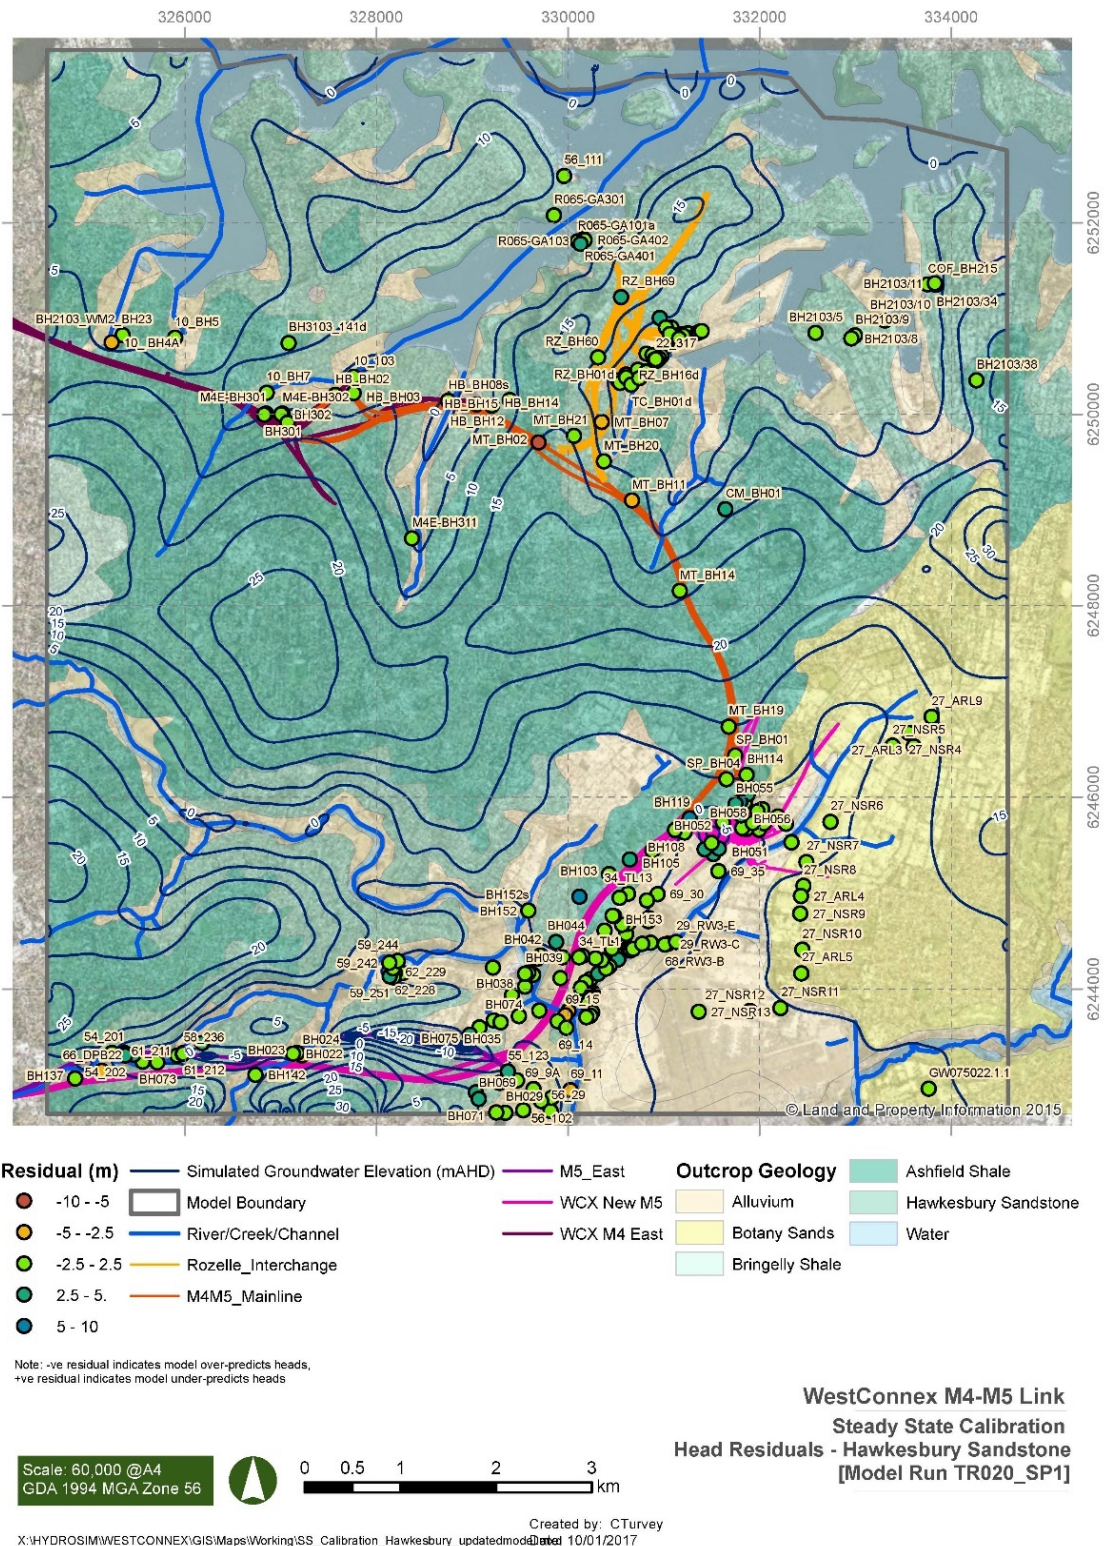 326000 328000 330000 332000 334000
6252000
6250000
6248000
6246000
6244000
56_111
R065-GA301
R065-GA101a
R065-GA103
R065-GA402
R065-GA401
RZ_BH69
COF_BH215
BH2103/11
BH2103/10
BH2103/34
BH2103/5
BH2103/9
BH2103/8
BH2103/38
BH2103_WM2_BH23
10_BH5
10_BH4A
BH3103_141d
RZ_BH60
22-317
10_103
10_BH7
HB_BH02
RZ_BH01d
RZ_BH16d
M4E-BH301
M4E-BH302
HB_BH03
HB_BH08s
HB_BH15
HB_BH14
TC_BH01d
BH302
BH301
HB_BH12
MT_BH21
MT_BH07
MT_BH02
MT_BH20
MT_BH11
CM_BH01
M4E-BH311
MT_BH14
27_ARL9
MT_BH19
27_NSR5
SP_BH01
27_ARL3
27_NSR4
SP_BH04
BH114
BH055
BH119
27_NSR6
BH058
BH056
BH052
27_NSR7
BH108
BH051
BH105
BH103
34_TL13
69_35
27_NSR8
69_30
27_ARL4
BH152s
BH152
27_NSR9
BH153
BH044
29_RW3-E
27_NSR10
59_244
BH042
34_TL1
29_RW3-C
59_242
BH039
68_RW3-B
27_ARL5
62_229
59_251
62_228
BH038
27_NSR11
69_15
27_NSR12
BH074
27_NSR13
54_201
58_236
BH024
BH075
BH035
69_14
66_DPB22
61_211
BH023
BH022
55_123
BH137
54_202
BH073
61_212
BH142
69_9A
69_11
GW075022.1.1
BH069
BH029
56_29
BH071
56_102
© Land and Property Information 2015
Residual (m)
-10 - -5
-5 - -2.5
-2.5 - 2.5
2.5 - 5.
5 - 10
Simulated Groundwater Elevation (mAHD)
Model Boundary
River/Creek/Channel
Rozelle_Interchange
M4M5_Mainline
M5_East
WCX New M5
WCX M4 East
Outcrop Geology
Alluvium
Botany Sands
Bringelly Shale
Ashfield Shale
Hawkesbury Sandstone
Water
Note: -ve residual indicates model over-predicts heads,
+ve residual indicates model under-predicts heads
WestConnex M4-M5 Link
Steady State Calibration
Head Residuals - Hawkesbury Sandstone
[Model Run TR020_SP1]
Scale: 60,000 @A4
GDA 1994 MGA Zone 56
0 0.5 1 2 3
km
Created by: CTurvey
X:\HYDROSIM\WESTCONNEX\GIS\Maps\Working\SS_Calibration_Hawkesbury_updatedmodel
10/01/2017